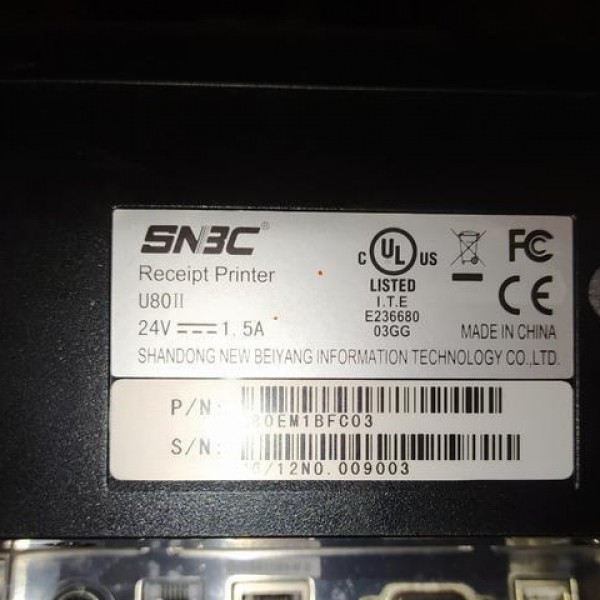 SNBC®
Receipt Printer
U80II
24V 1.5A
SHANDONG NEW BEIYANG INFORMATION TECHNOLOGY CO.,LTD.
C UL US
LISTED
I.T.E
E236680
03GG
FC
CE
MADE IN CHINA
P/N:
80EM1BFC03
S/N:
/12N0.009003